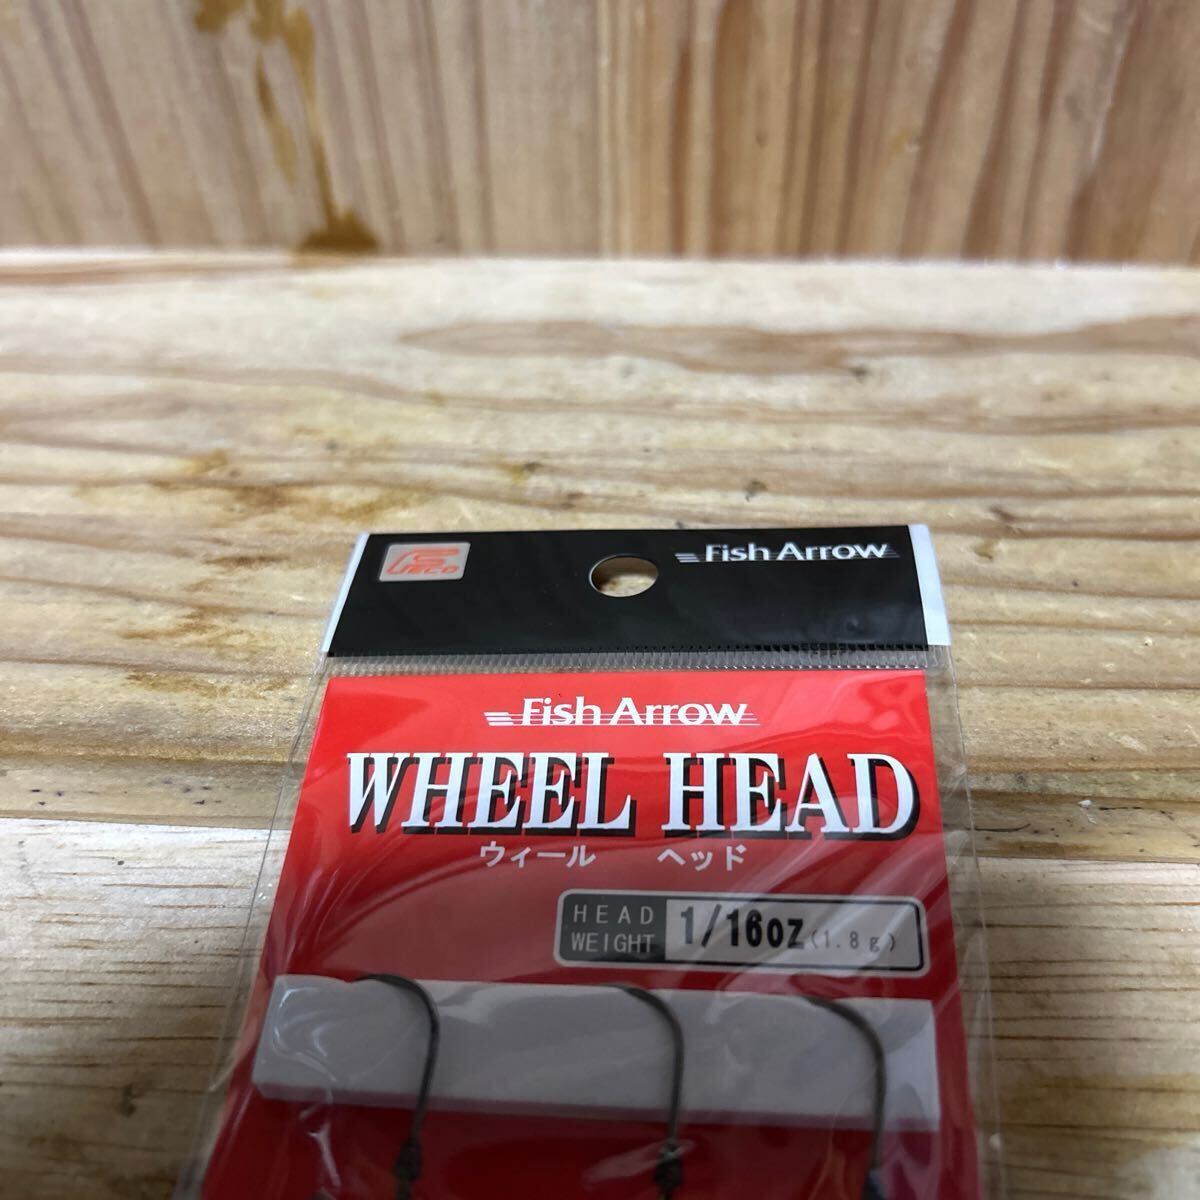 FECO
Fish Arrow
Fish Arrow
WHEEL HEAD
ウィール ヘッド
HEAD WEIGHT 1/16oz(1.8g)